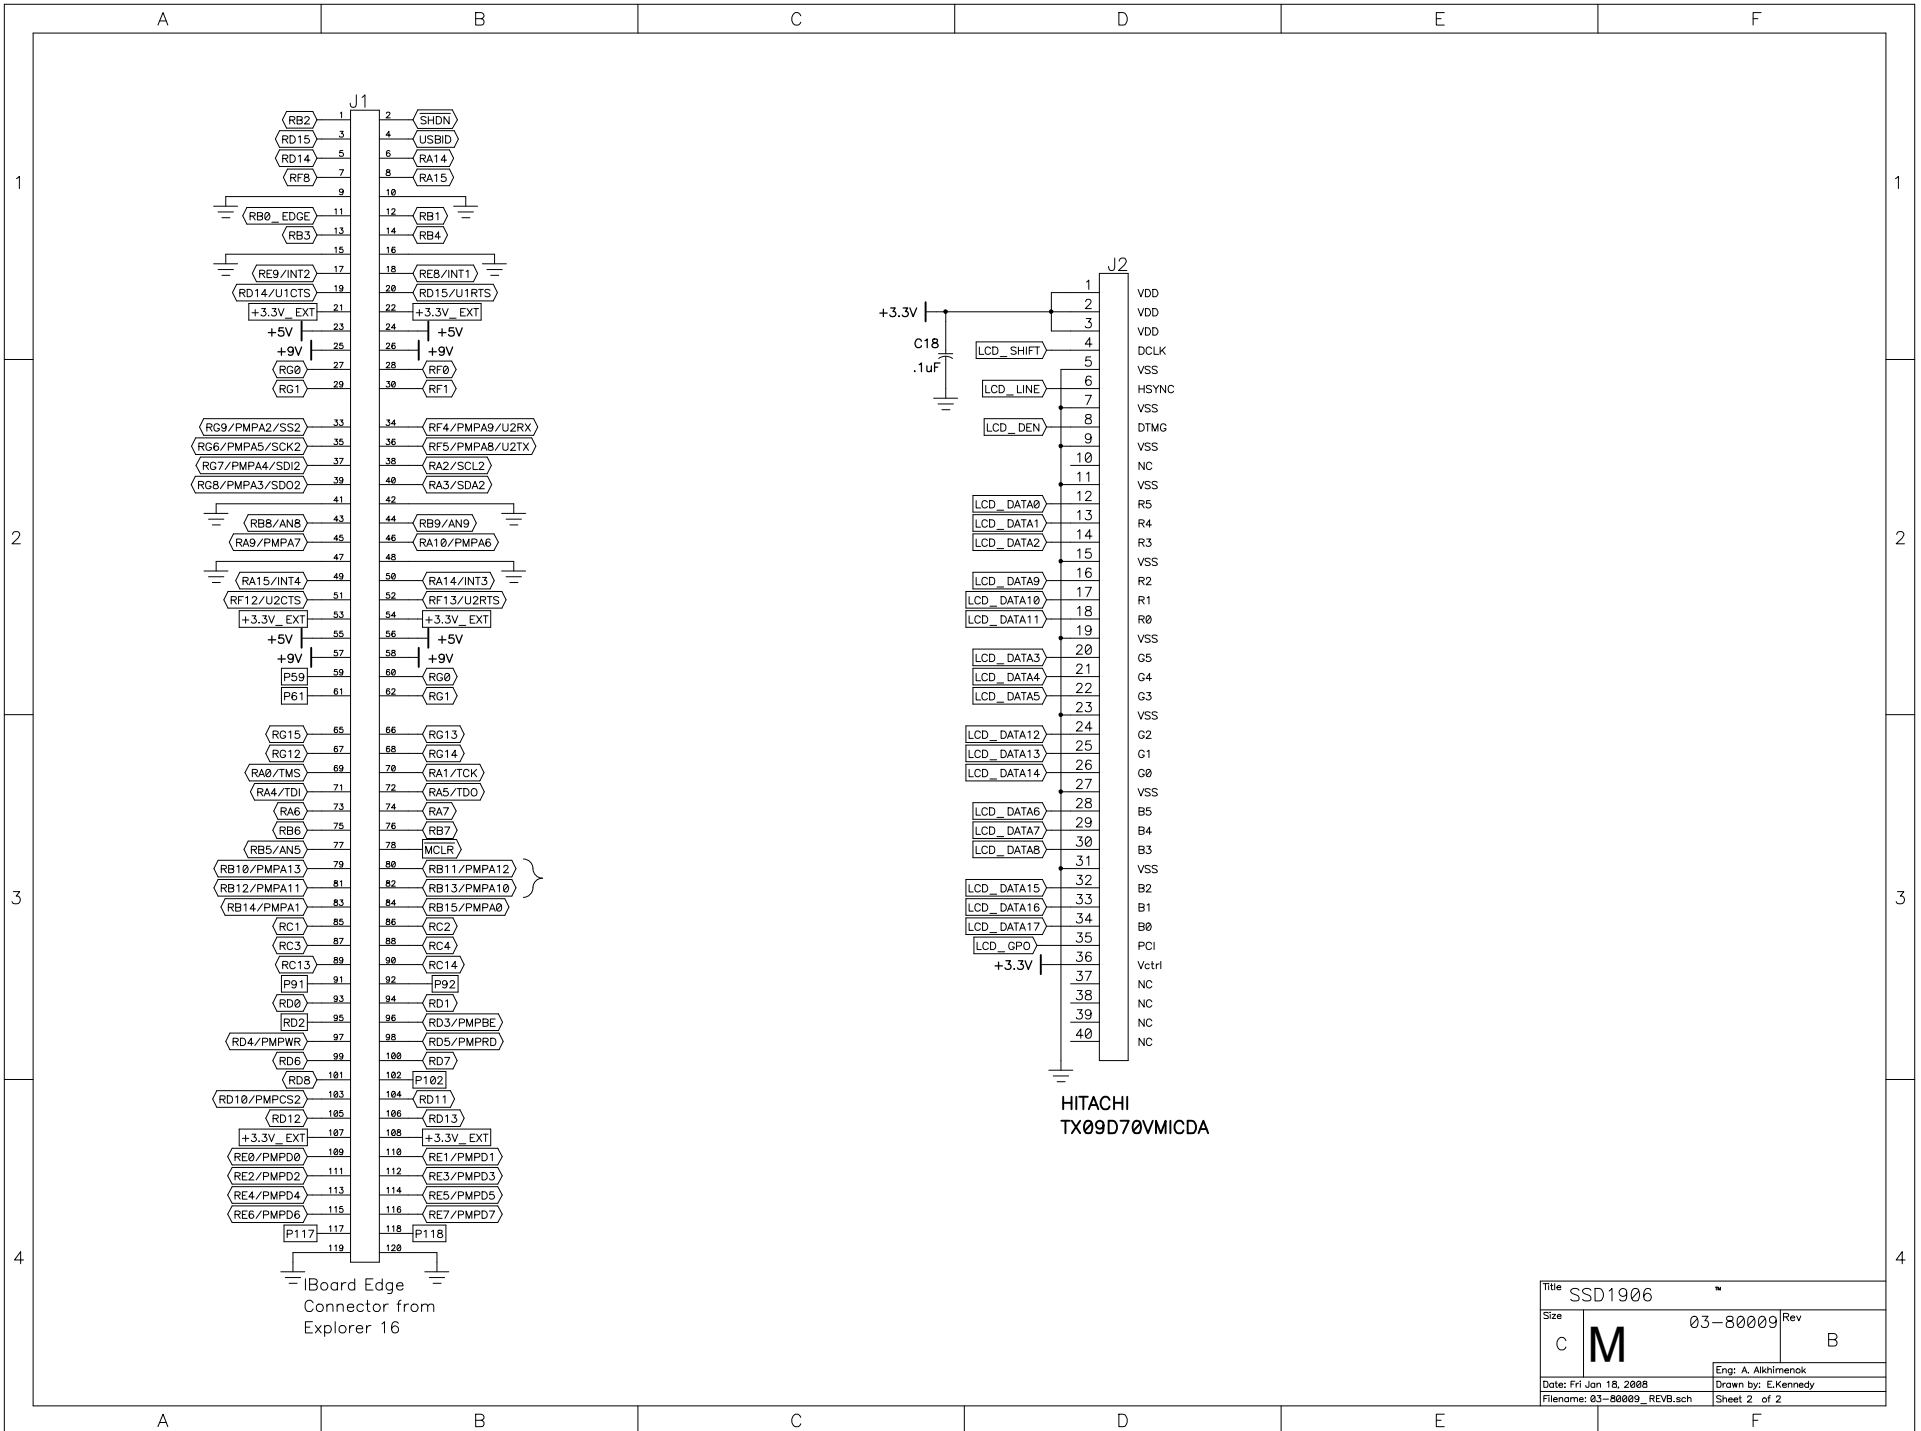 A B C D E F
1 1
2 2
3 3
4 4
J1
RB2 1 2 SHDN
RD15 3 4 USBID
RD14 5 6 RA14
RF8 7 8 RA15
9 10
RB0_EDGE 11 12 RB1
RB3 13 14 RB4
15 16
RE9/INT2 17 18 RE8/INT1
RD14/U1CTS 19 20 RD15/U1RTS
+3.3V_EXT 21 22 +3.3V_EXT
+5V 23 24 +5V
+9V 25 26 +9V
RG0 27 28 RF0
RG1 29 30 RF1
RG9/PMPA2/SS2 33 34 RF4/PMPA9/U2RX
RG6/PMPA5/SCK2 35 36 RF5/PMPA8/U2TX
RG7/PMPA4/SDI2 37 38 RA2/SCL2
RG8/PMPA3/SDO2 39 40 RA3/SDA2
41 42
RB8/AN8 43 44 RB9/AN9
RA9/PMPA7 45 46 RA10/PMPA6
47 48
RA15/INT4 49 50 RA14/INT3
RF12/U2CTS 51 52 RF13/U2RTS
+3.3V_EXT 53 54 +3.3V_EXT
+5V 55 56 +5V
+9V 57 58 +9V
P59 59 60 RG0
P61 61 62 RG1
RG15 65 66 RG13
RG12 67 68 RG14
RA0/TMS 69 70 RA1/TCK
RA4/TDI 71 72 RA5/TDO
RA6 73 74 RA7
RB6 75 76 RB7
RB5/AN5 77 78 MCLR
RB10/PMPA13 79 80 RB11/PMPA12
RB12/PMPA11 81 82 RB13/PMPA10
RB14/PMPA1 83 84 RB15/PMPA0
RC1 85 86 RC2
RC3 87 88 RC4
RC13 89 90 RC14
P91 91 92 P92
RD0 93 94 RD1
RD2 95 96 RD3/PMPBE
RD4/PMPWR 97 98 RD5/PMPRD
RD6 99 100 RD7
RD8 101 102 P102
RD10/PMPCS2 103 104 RD11
RD12 105 106 RD13
+3.3V_EXT 107 108 +3.3V_EXT
RE0/PMPD0 109 110 RE1/PMPD1
RE2/PMPD2 111 112 RE3/PMPD3
RE4/PMPD4 113 114 RE5/PMPD5
RE6/PMPD6 115 116 RE7/PMPD7
P117 117 118 P118
119 120
IBoard Edge
Connector from
Explorer 16
J2
1 VDD
+3.3V 2 VDD
3 VDD
C18
.1uF
LCD_SHIFT 4 DCLK
5 VSS
LCD_LINE 6 HSYNC
7 VSS
LCD_DEN 8 DTMG
9 VSS
10 NC
11 VSS
LCD_DATA0 12 R5
LCD_DATA1 13 R4
LCD_DATA2 14 R3
15 VSS
LCD_DATA9 16 R2
LCD_DATA10 17 R1
LCD_DATA11 18 R0
19 VSS
LCD_DATA3 20 G5
LCD_DATA4 21 G4
LCD_DATA5 22 G3
23 VSS
LCD_DATA12 24 G2
LCD_DATA13 25 G1
LCD_DATA14 26 G0
27 VSS
LCD_DATA6 28 B5
LCD_DATA7 29 B4
LCD_DATA8 30 B3
31 VSS
LCD_DATA15 32 B2
LCD_DATA16 33 B1
LCD_DATA17 34 B0
LCD_GPO 35 PCI
+3.3V 36 Vctrl
37 NC
38 NC
39 NC
40 NC
HITACHI
TX09D70VMICDA
Title SSD1906 ™
Size C M 03-80009 Rev B
Eng: A. Alkhimenok
Date: Fri Jan 18, 2008 Drawn by: E.Kennedy
Filename: 03-80009_REVB.sch Sheet 2 of 2
A B C D E F